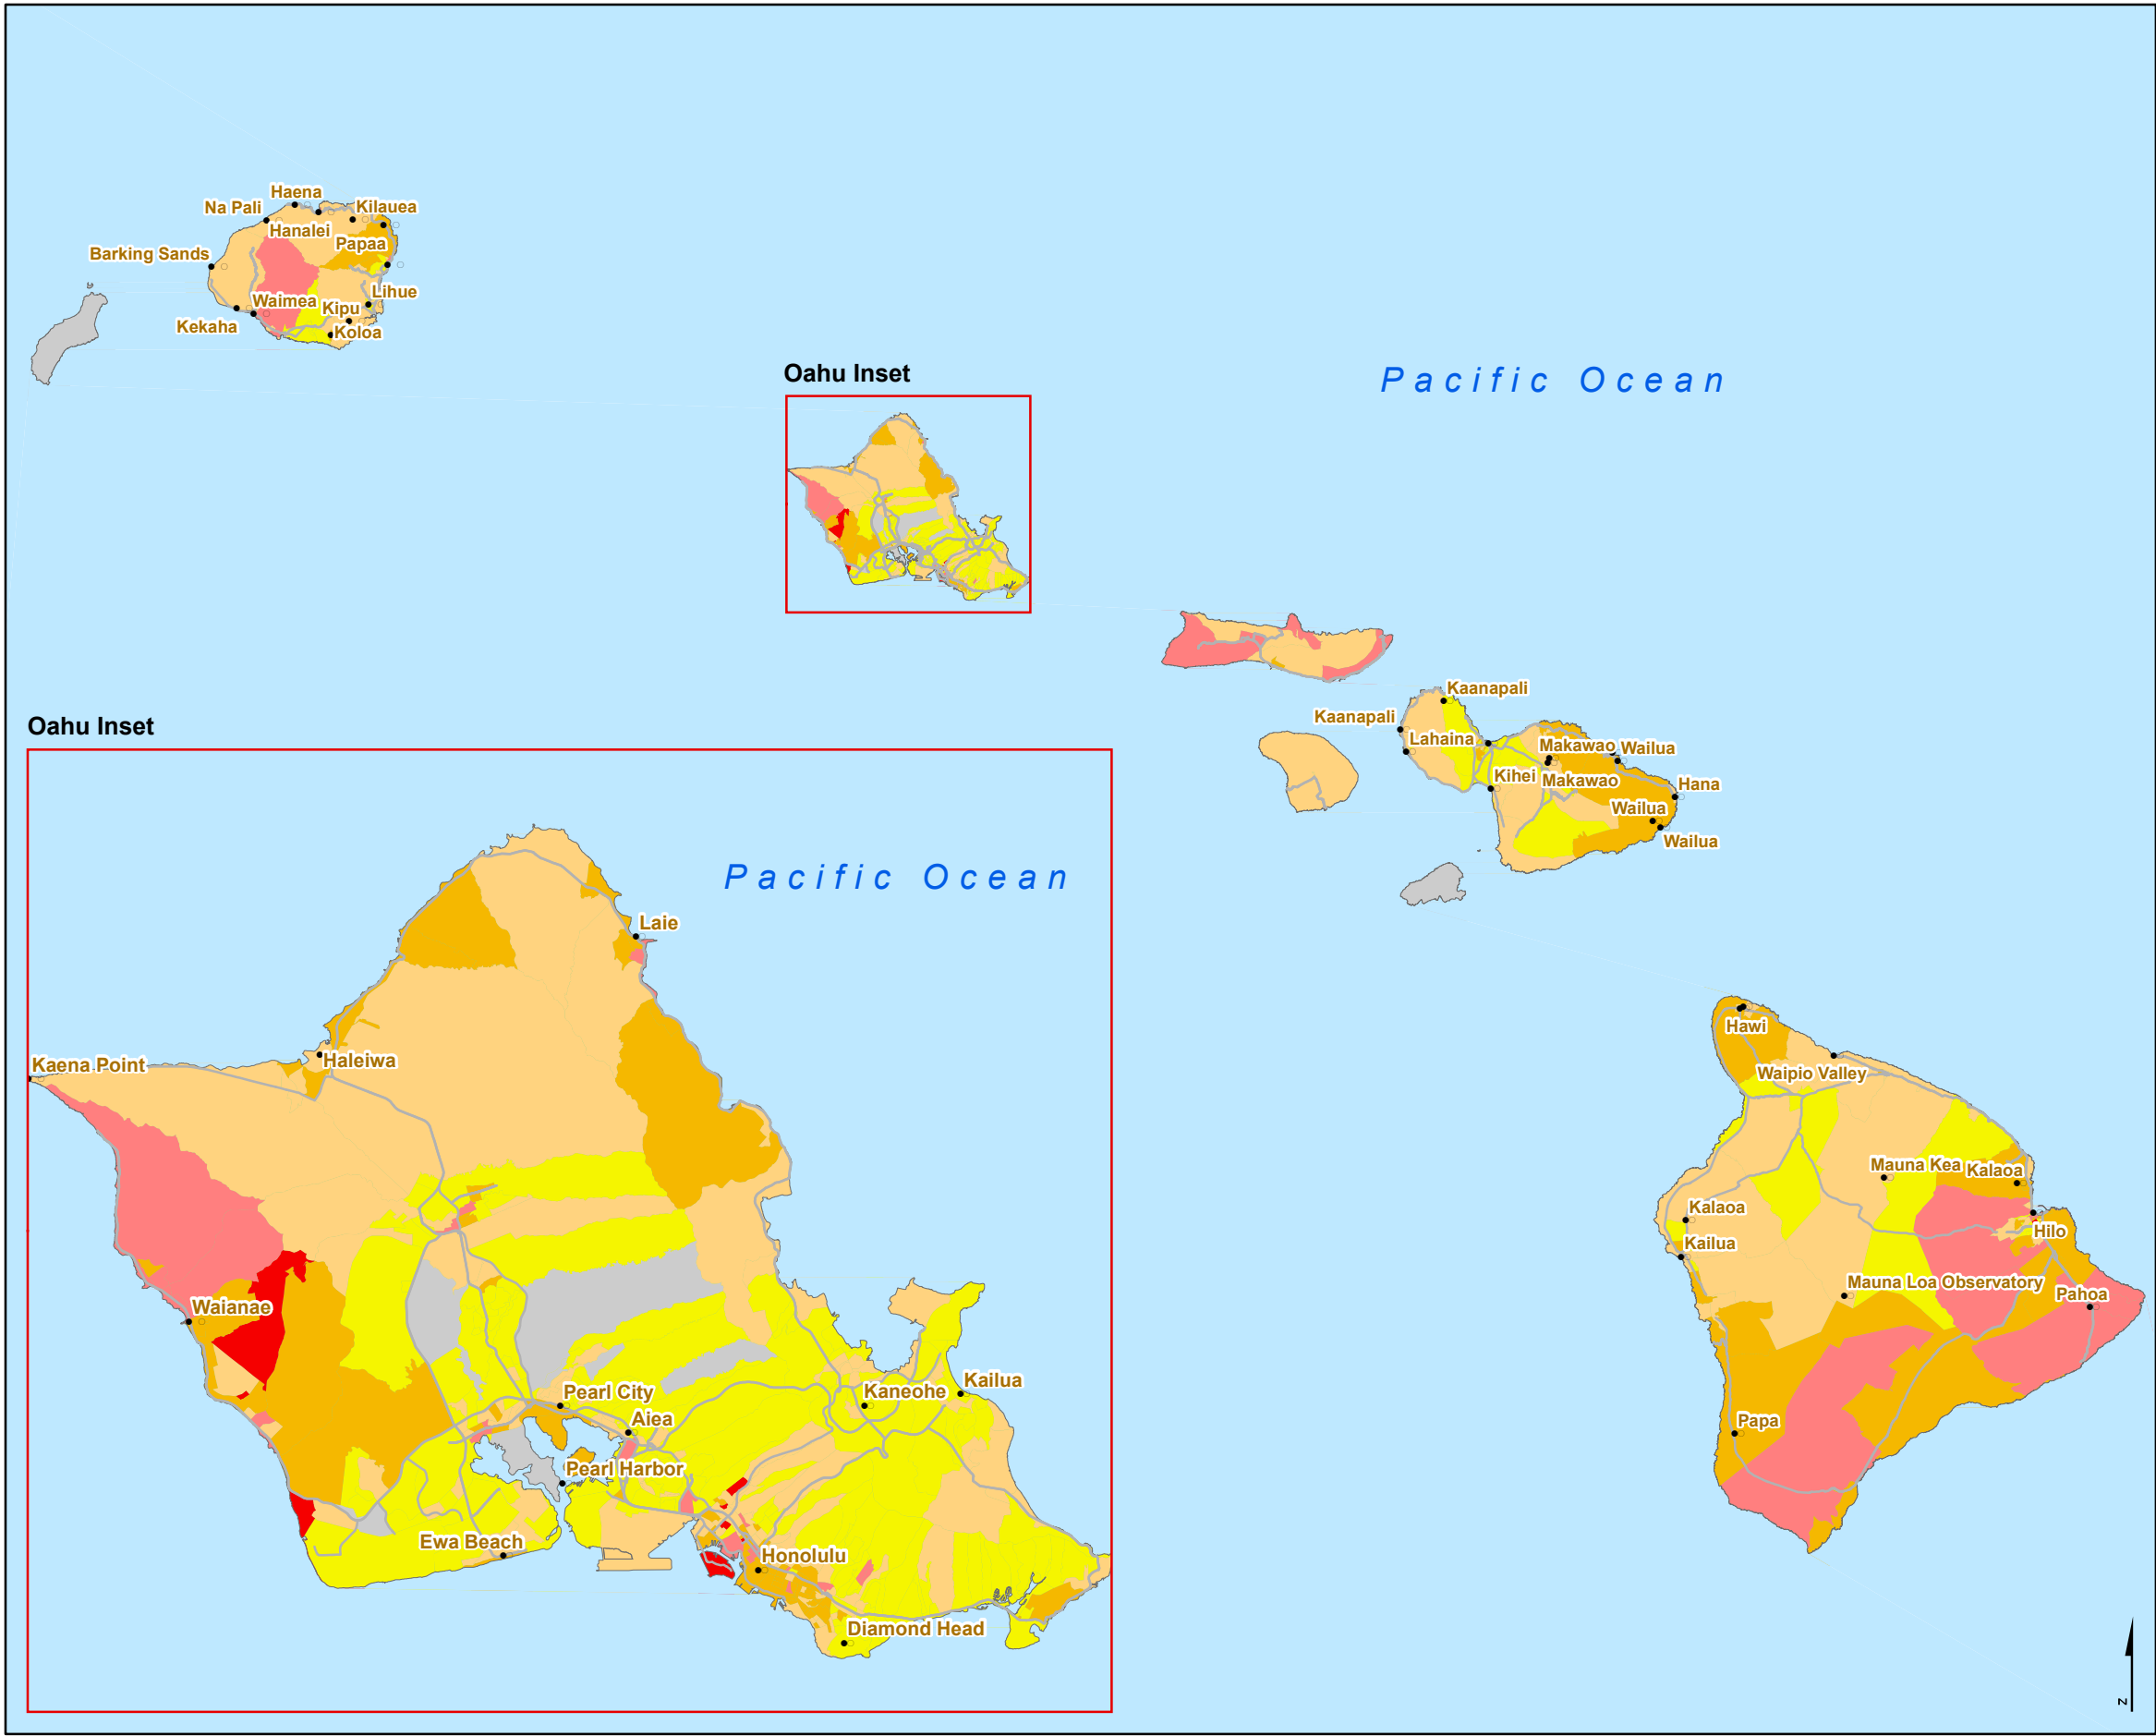 Haena
Na Pali
Kilauea
Hanalei
Papaa
Barking Sands
Waimea
Lihue
Kipu
Kekaha
Koloa
Oahu Inset
Pacific Ocean
Kaanapali
Kaanapali
Lahaina
Makawao
Wailua
Kihei
Makawao
Hana
Wailua
Wailua
Oahu Inset
Pacific Ocean
Laie
Kaena Point
Haleiwa
Waianae
Pearl City
Aiea
Kaneohe
Kailua
Pearl Harbor
Ewa Beach
Honolulu
Diamond Head
Hawi
Waipio Valley
Mauna Kea
Kalaoa
Kalaoa
Hilo
Kailua
Mauna Loa Observatory
Pahoa
Papa
N